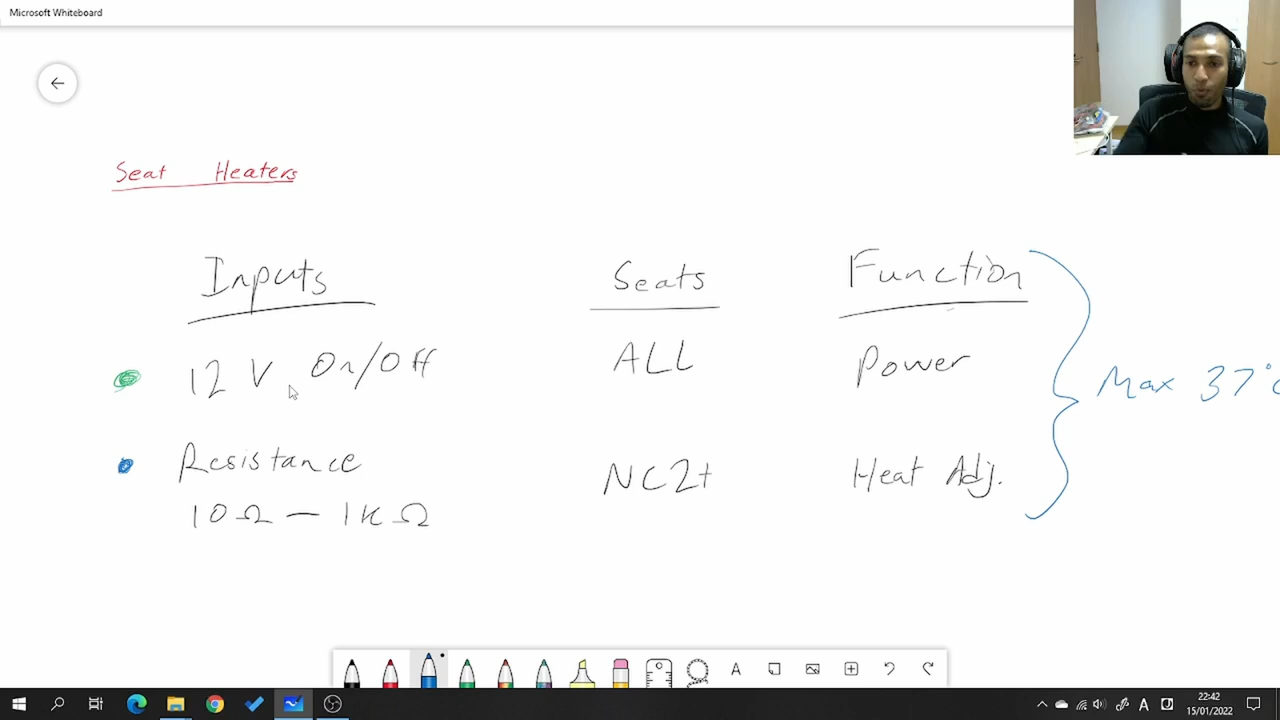 Microsoft Whiteboard
Seat Heaters
Inputs Seats Function
12 V On/Off ALL Power
Max 37°C
Resistance NC2+ Heat Adj.
10Ω — 1KΩ
A
22:42
A
15/01/2022